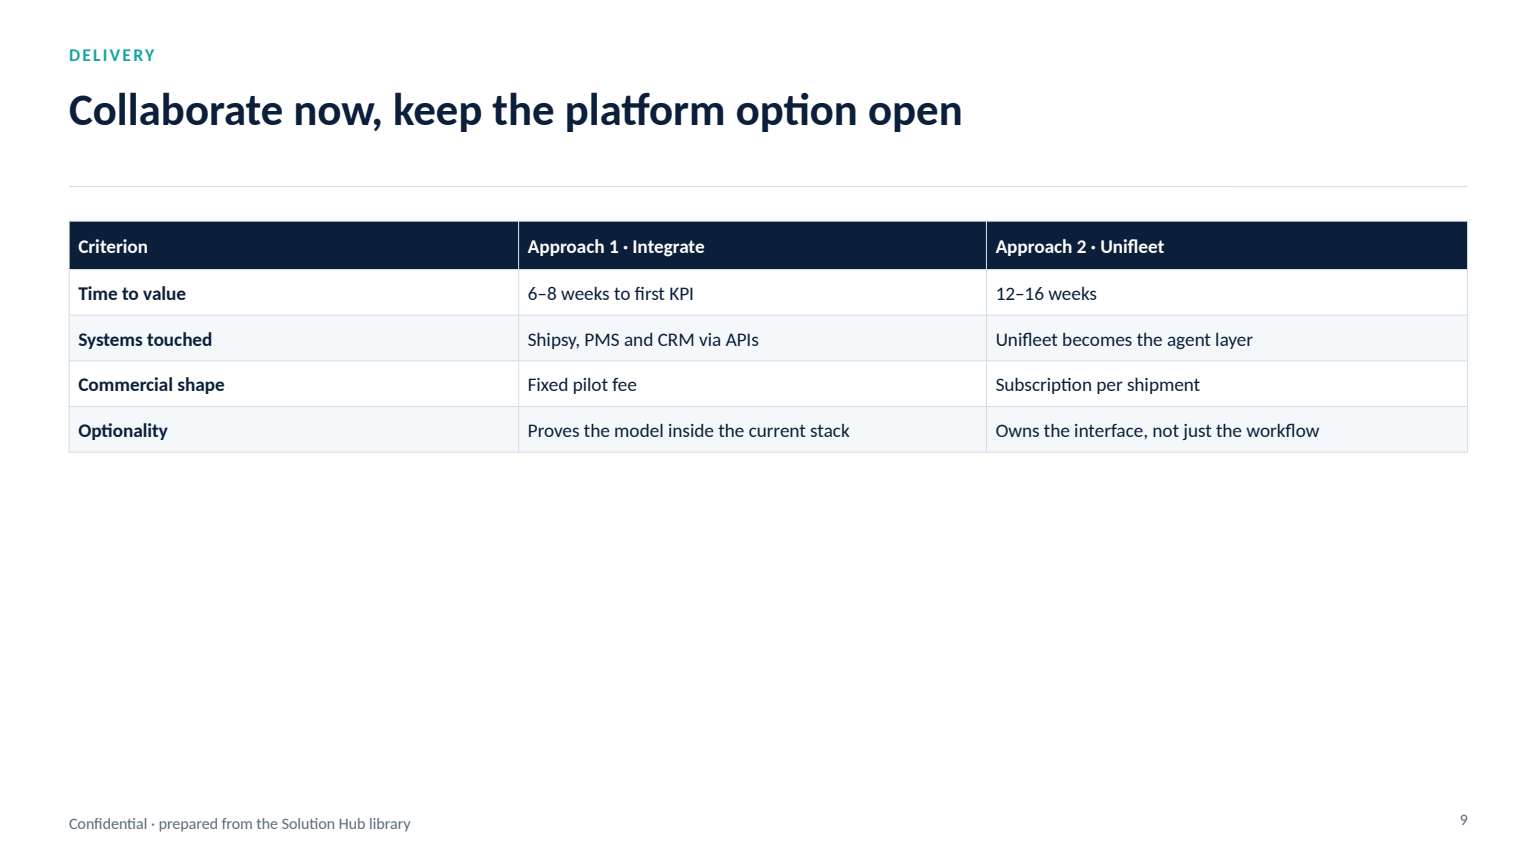 DELIVERY
Collaborate now, keep the platform option open
Criterion
Approach 1 · Integrate
Approach 2 · Unifleet
Time to value
6–8 weeks to first KPI
12–16 weeks
Systems touched
Shipsy, PMS and CRM via APIs
Unifleet becomes the agent layer
Commercial shape
Fixed pilot fee
Subscription per shipment
Optionality
Proves the model inside the current stack
Owns the interface, not just the workflow
Confidential · prepared from the Solution Hub library
9